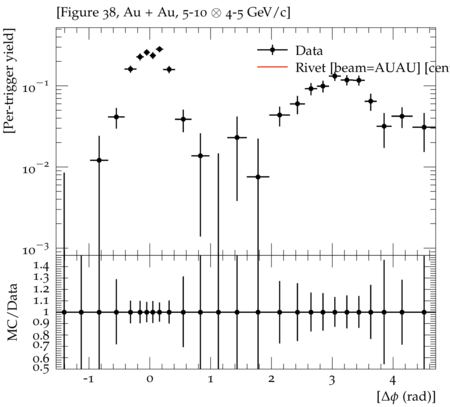 [Figure 38, Au + Au, 5-10 ⊗ 4-5 GeV/c]
[Per-trigger yield]
Data
Rivet [beam=AUAU] [cen
10⁻¹
10⁻²
10⁻³
MC/Data
1.4
1.3
1.2
1.1
1
0.9
0.8
0.7
0.6
0.5
-1 0 1 2 3 4
[Δϕ (rad)]